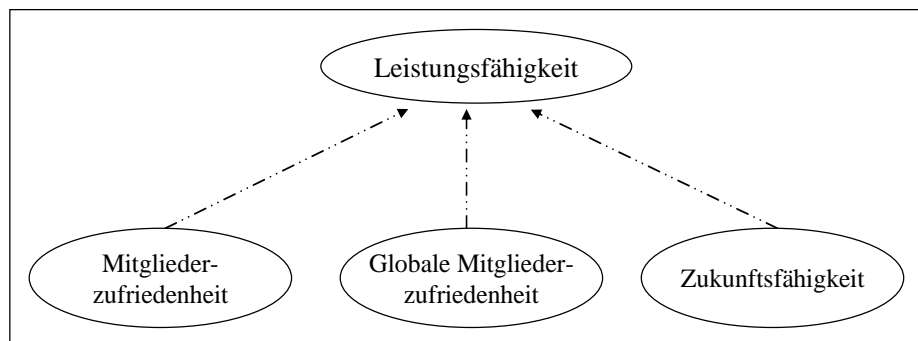 Leistungsfähigkeit
Mitglieder-
zufriedenheit
Globale Mitglieder-
zufriedenheit
Zukunftsfähigkeit